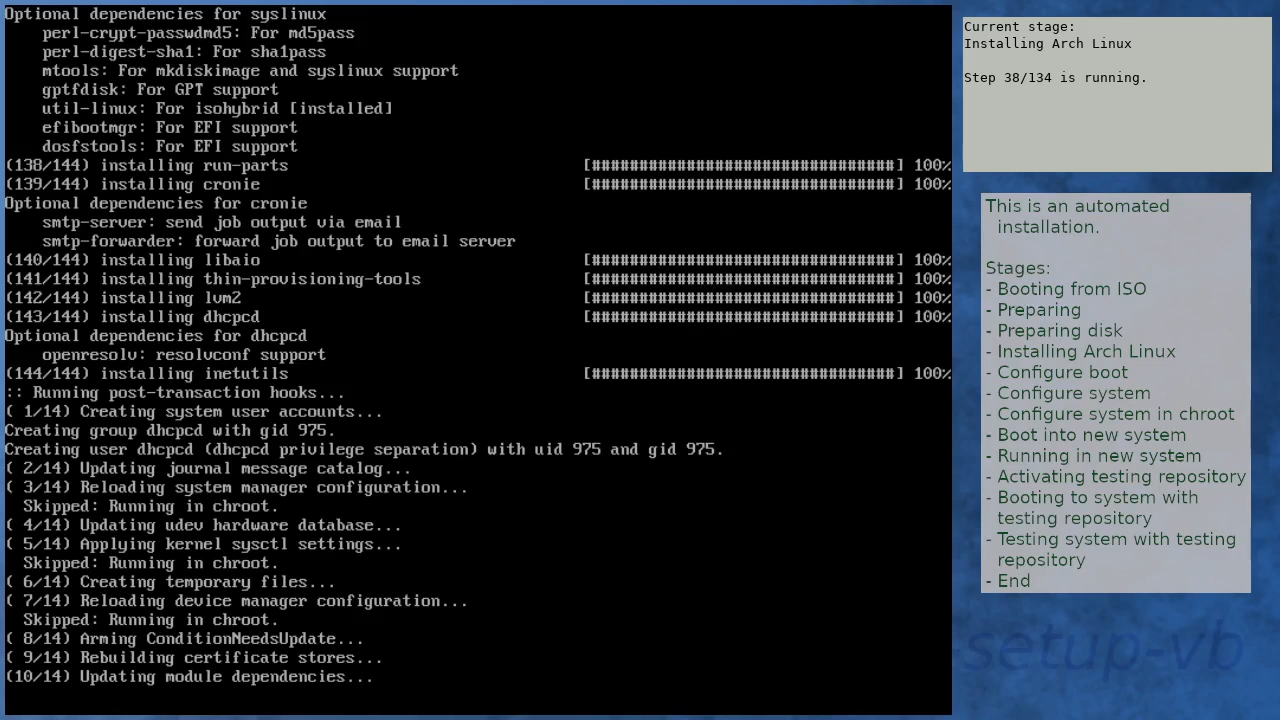 Optional dependencies for syslinux
    perl-crypt-passwdmd5: For md5pass
    perl-digest-sha1: For sha1pass
    mtools: For mkdiskimage and syslinux support
    gptfdisk: For GPT support
    util-linux: For isohybrid [installed]
    efibootmgr: For EFI support
    dosfstools: For EFI support
(138/144) installing run-parts [################################] 100%
(139/144) installing cronie [################################] 100%
Optional dependencies for cronie
    smtp-server: send job output via email
    smtp-forwarder: forward job output to email server
(140/144) installing libaio [################################] 100%
(141/144) installing thin-provisioning-tools [################################] 100%
(142/144) installing lvm2 [################################] 100%
(143/144) installing dhcpcd [################################] 100%
Optional dependencies for dhcpcd
    openresolv: resolvconf support
(144/144) installing inetutils [################################] 100%
:: Running post-transaction hooks...
( 1/14) Creating system user accounts...
Creating group dhcpcd with gid 975.
Creating user dhcpcd (dhcpcd privilege separation) with uid 975 and gid 975.
( 2/14) Updating journal message catalog...
( 3/14) Reloading system manager configuration...
  Skipped: Running in chroot.
( 4/14) Updating udev hardware database...
( 5/14) Applying kernel sysctl settings...
  Skipped: Running in chroot.
( 6/14) Creating temporary files...
( 7/14) Reloading device manager configuration...
  Skipped: Running in chroot.
( 8/14) Arming ConditionNeedsUpdate...
( 9/14) Rebuilding certificate stores...
(10/14) Updating module dependencies...
Current stage:
Installing Arch Linux
Step 38/134 is running.
This is an automated
installation.
Stages:
- Booting from ISO
- Preparing
- Preparing disk
- Installing Arch Linux
- Configure boot
- Configure system
- Configure system in chroot
- Boot into new system
- Running in new system
- Activating testing repository
- Booting to system with
testing repository
- Testing system with testing
repository
- End
-setup-vb